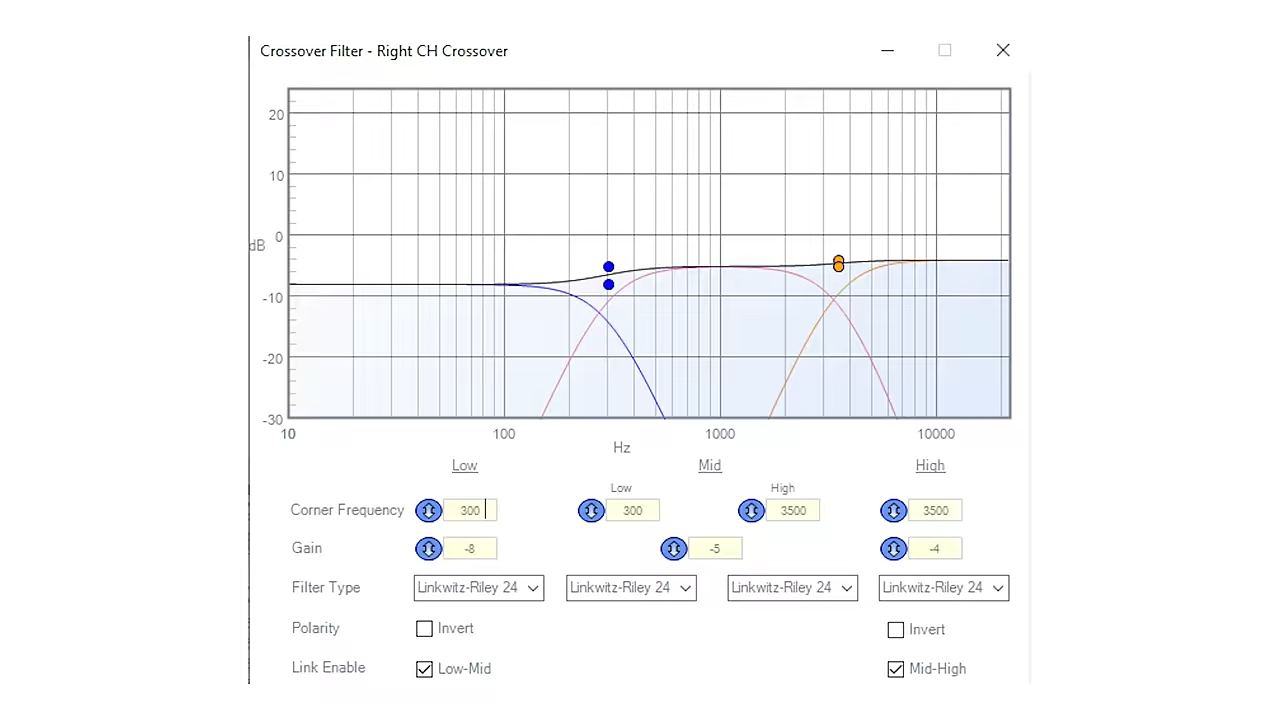 Crossover Filter - Right CH Crossover
20
10
0
dB
-10
-20
-30
10 100 1000 10000
Hz
Low Mid High
Low High
Corner Frequency 300 300 3500 3500
Gain -8 -5 -4
Filter Type Linkwitz-Riley 24 Linkwitz-Riley 24 Linkwitz-Riley 24 Linkwitz-Riley 24
Polarity Invert Invert
Link Enable Low-Mid Mid-High